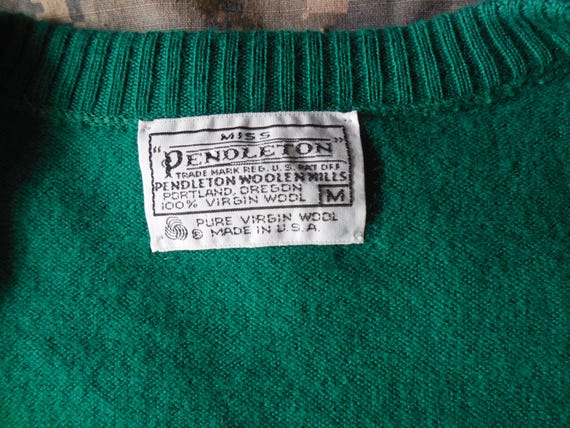 MISS
"PENDLETON"
TRADE MARK REG. U.S. PAT OFF
PENDLETON WOOLEN MILLS
PORTLAND, OREGON
100% VIRGIN WOOL M
PURE VIRGIN WOOL
® MADE IN U.S.A.